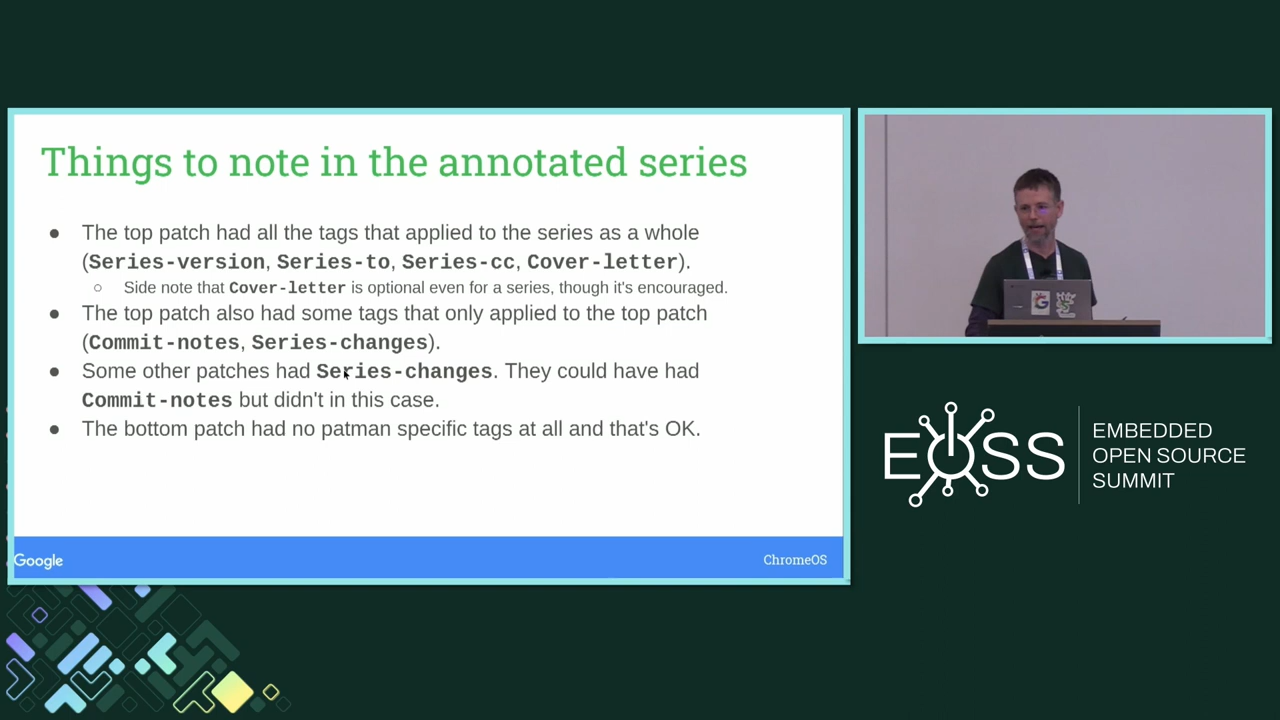 Things to note in the annotated series
● The top patch had all the tags that applied to the series as a whole
(Series-version, Series-to, Series-cc, Cover-letter).
○ Side note that Cover-letter is optional even for a series, though it's encouraged.
● The top patch also had some tags that only applied to the top patch
(Commit-notes, Series-changes).
● Some other patches had Series-changes. They could have had
Commit-notes but didn't in this case.
● The bottom patch had no patman specific tags at all and that's OK.
Google
ChromeOS
G
EOSS
EMBEDDED
OPEN SOURCE
SUMMIT